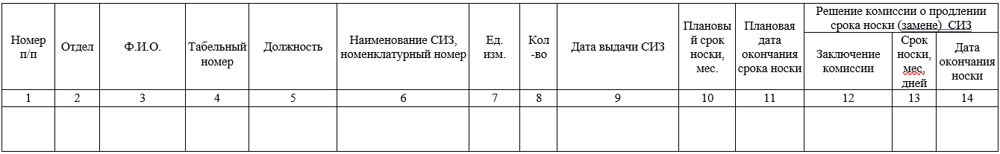 Номер
п/п
Отдел
Ф.И.О.
Табельный
номер
Должность
Наименование СИЗ,
номенклатурный номер
Ед.
изм.
Кол
-во
Дата выдачи СИЗ
Плановы
й срок
носки,
мес.
Плановая
дата
окончания
срока носки
Решение комиссии о продлении
срока носки (замене)  СИЗ
Заключение
комиссии
Срок
носки,
мес,
дней
Дата
окончания
носки
1 2 3 4 5 6 7 8 9 10 11 12 13 14